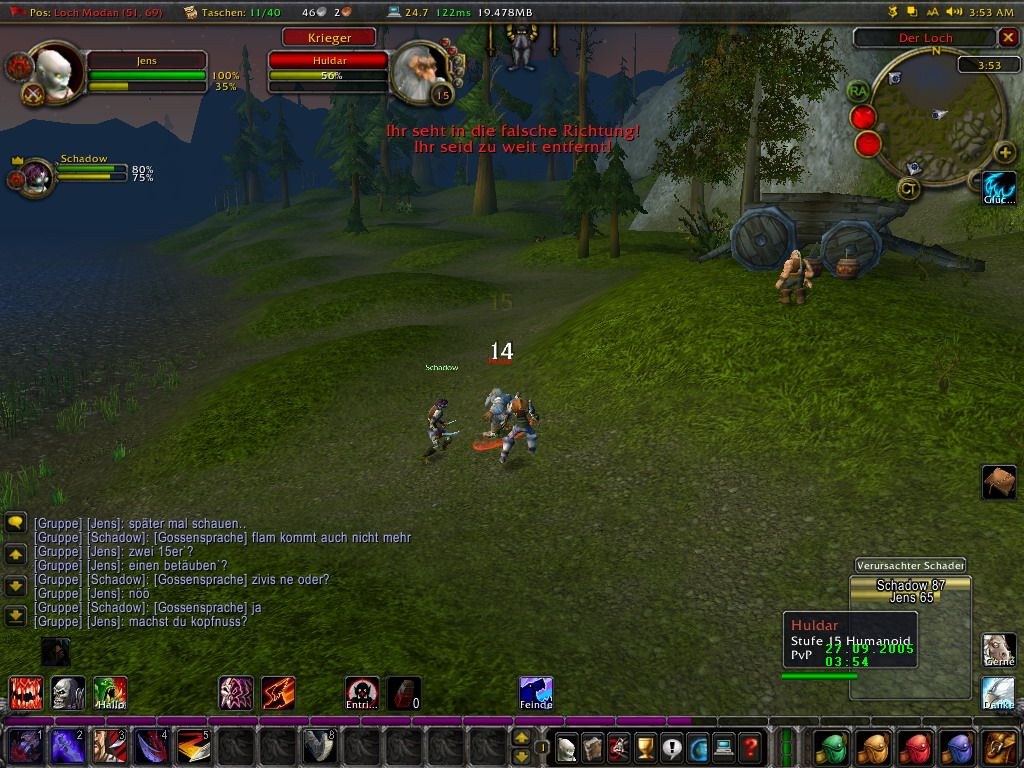 Pos: Loch Modan (51, 69) Taschen: 11/40 46 2 24.7 122ms 19.478MB 3:53 AM
Krieger
Der Loch
Jens
Huldar
3:53
100%
56%
35%
15
RA
Ihr seht in die falsche Richtung!
Ihr seid zu weit entfernt!
N
Schadow
80%
75%
CT
Glüc...
15
14
Schadow
[Gruppe] [Jens]: später mal schauen..
[Gruppe] [Schadow]: [Gossensprache] flam kommt auch nicht mehr
[Gruppe] [Jens]: zwei 15er`?
[Gruppe] [Jens]: einen betäuben`?
[Gruppe] [Schadow]: [Gossensprache] zivis ne oder?
[Gruppe] [Jens]: nöö
[Gruppe] [Schadow]: [Gossensprache] ja
[Gruppe] [Jens]: machst du kopfnuss?
Verursachter Schaden
Schadow 87
Jens 65
Huldar
Stufe 15 Humanoid
PvP
27.09.2005
03:54
Gerne
Hallo
Entri...
0
Feinde
Danke
1 2 3 4 5 8
1